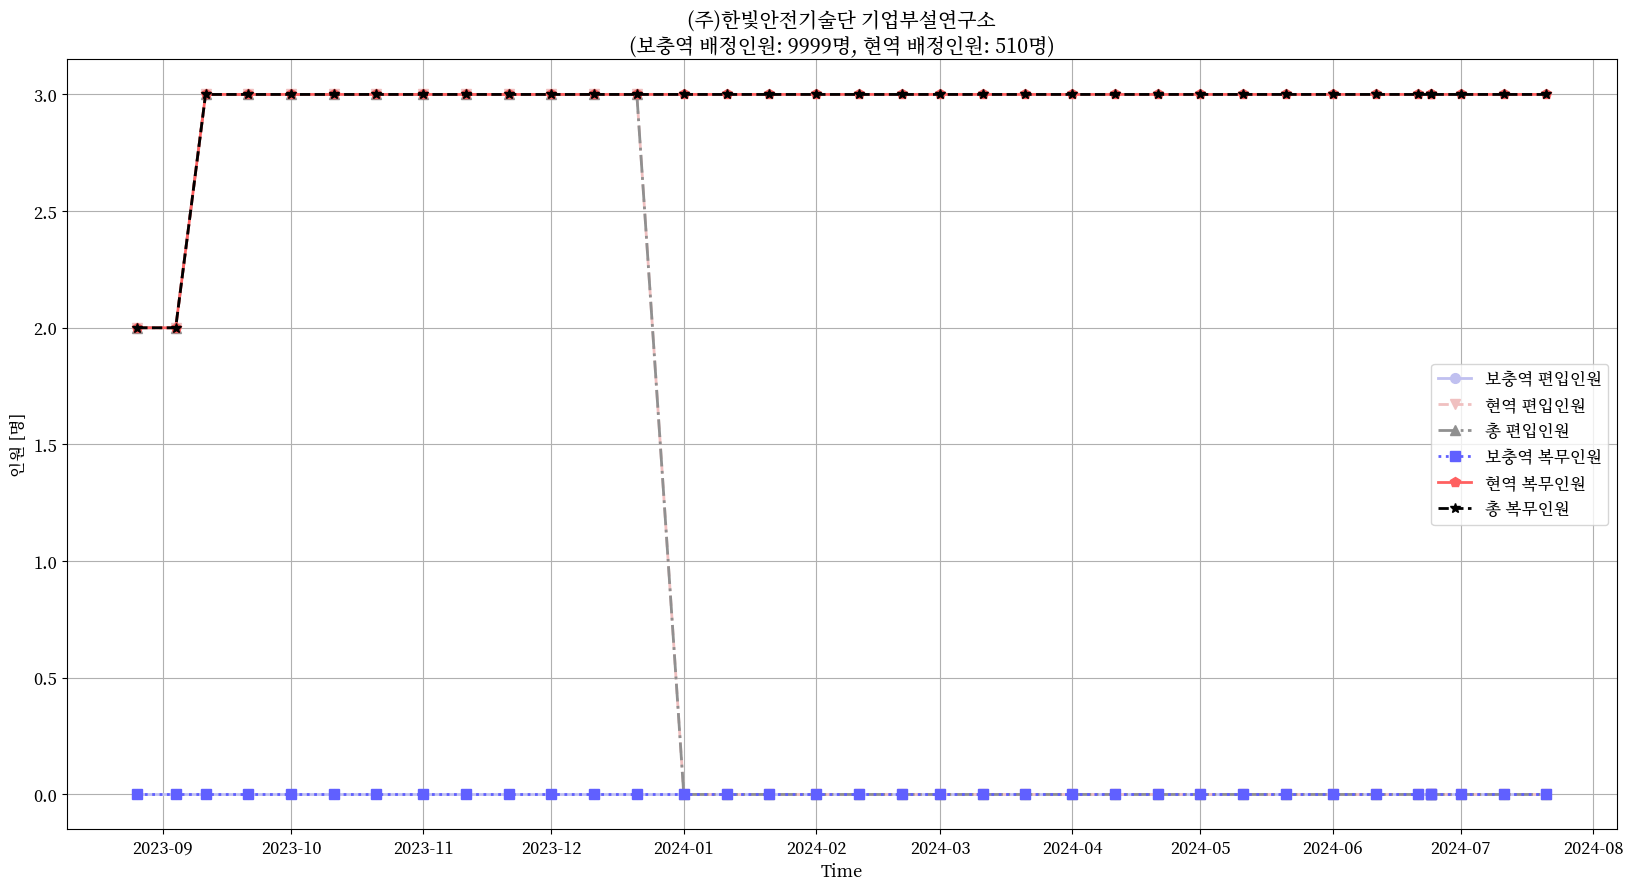 (주)한빛안전기술단 기업부설연구소
(보충역 배정인원: 9999명, 현역 배정인원: 510명)
인원 [명]
3.0
2.5
2.0
1.5
1.0
0.5
0.0
보충역 편입인원
현역 편입인원
총 편입인원
보충역 복무인원
현역 복무인원
총 복무인원
2023-09 2023-10 2023-11 2023-12 2024-01 2024-02 2024-03 2024-04 2024-05 2024-06 2024-07 2024-08
Time